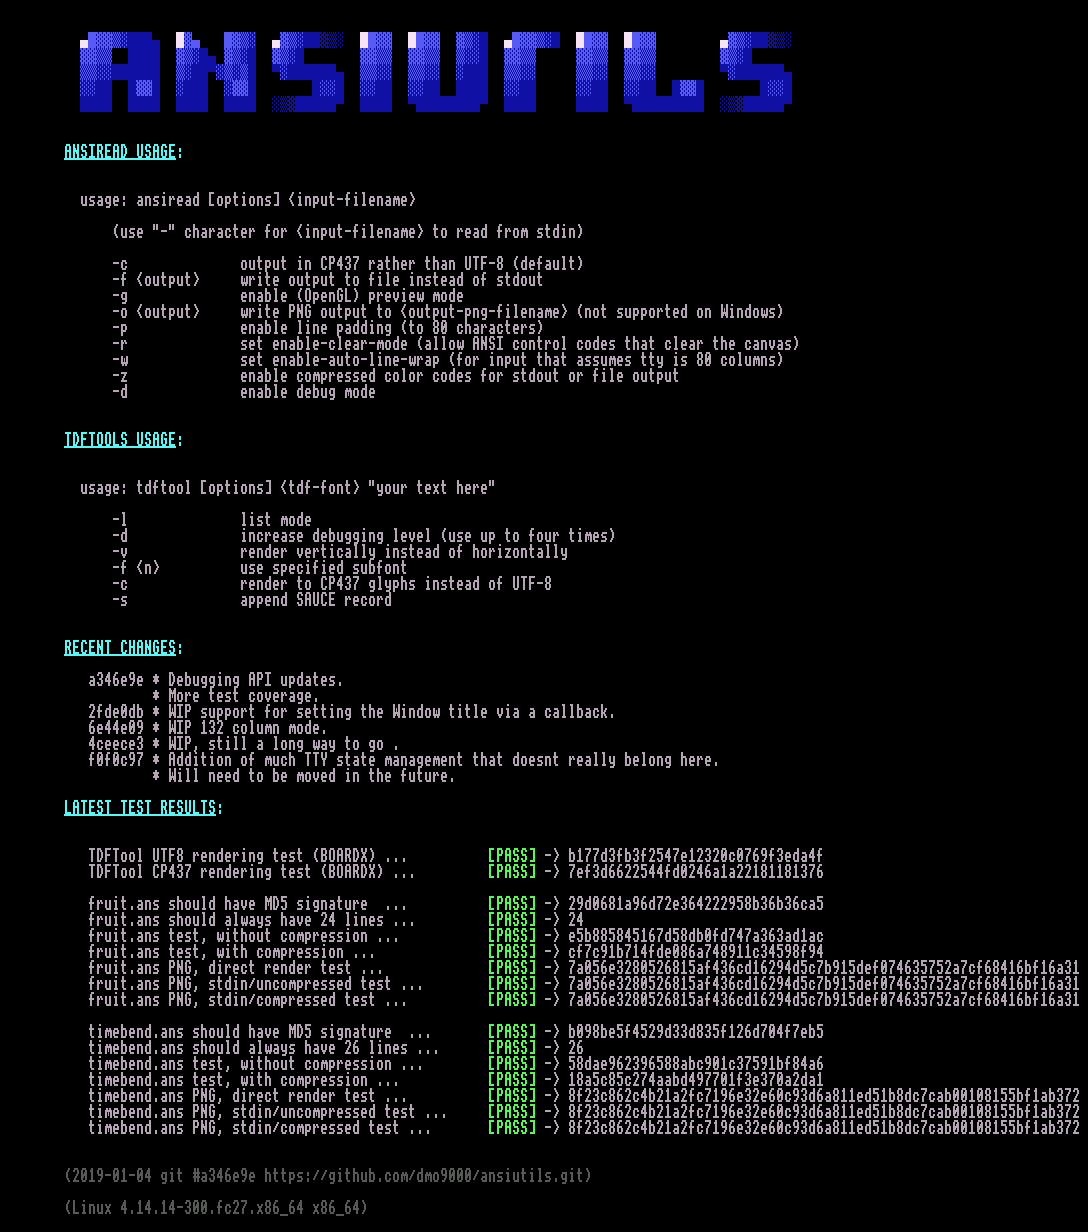 ANSIUTILS
ANSIREAD USAGE:
usage: ansiread [options] <input-filename>
(use "-" character for <input-filename> to read from stdin)
-c output in CP437 rather than UTF-8 (default)
-f <output> write output to file instead of stdout
-g enable (OpenGL) preview mode
-o <output> write PNG output to <output-png-filename> (not supported on Windows)
-p enable line padding (to 80 characters)
-r set enable-clear-mode (allow ANSI control codes that clear the canvas)
-w set enable-auto-line-wrap (for input that assumes tty is 80 columns)
-z enable compressed color codes for stdout or file output
-d enable debug mode
TDFTOOLS USAGE:
usage: tdftool [options] <tdf-font> "your text here"
-l list mode
-d increase debugging level (use up to four times)
-v render vertically instead of horizontally
-f <n> use specified subfont
-c render to CP437 glyphs instead of UTF-8
-s append SAUCE record
RECENT CHANGES:
a346e9e * Debugging API updates.
* More test coverage.
2fde0db * WIP support for setting the Window title via a callback.
6e44e09 * WIP 132 column mode.
4ceece3 * WIP, still a long way to go .
f0f0c97 * Addition of much TTY state management that doesnt really belong here.
* Will need to be moved in the future.
LATEST TEST RESULTS:
TDFTool UTF8 rendering test (BOARDX) ... [PASS] -> b177d3fb3f2547e12320c0769f3eda4f
TDFTool CP437 rendering test (BOARDX) ... [PASS] -> 7ef3d6622544fd0246a1a22181181376
fruit.ans should have MD5 signature ... [PASS] -> 29d0681a96d72e364222958b36b36ca5
fruit.ans should always have 24 lines ... [PASS] -> 24
fruit.ans test, without compression ... [PASS] -> e5b885845167d58db0fd747a363ad1ac
fruit.ans test, with compression ... [PASS] -> cf7c91b714fde086a748911c34598f94
fruit.ans PNG, direct render test ... [PASS] -> 7a056e3280526815af436cd16294d5c7b915def074635752a7cf68416bf16a31
fruit.ans PNG, stdin/uncompressed test ... [PASS] -> 7a056e3280526815af436cd16294d5c7b915def074635752a7cf68416bf16a31
fruit.ans PNG, stdin/compressed test ... [PASS] -> 7a056e3280526815af436cd16294d5c7b915def074635752a7cf68416bf16a31
timebend.ans should have MD5 signature ... [PASS] -> b098be5f4529d33d835f126d704f7eb5
timebend.ans should always have 26 lines ... [PASS] -> 26
timebend.ans test, without compression ... [PASS] -> 58dae962396588abc901c37591bf84a6
timebend.ans test, with compression ... [PASS] -> 18a5c85c274aabd497701f3e370a2da1
timebend.ans PNG, direct render test ... [PASS] -> 8f23c862c4b21a2fc7196e32e60c93d6a811ed51b8dc7cab00108155bf1ab372
timebend.ans PNG, stdin/uncompressed test ... [PASS] -> 8f23c862c4b21a2fc7196e32e60c93d6a811ed51b8dc7cab00108155bf1ab372
timebend.ans PNG, stdin/compressed test ... [PASS] -> 8f23c862c4b21a2fc7196e32e60c93d6a811ed51b8dc7cab00108155bf1ab372
(2019-01-04 git #a346e9e https://github.com/dmo9000/ansiutils.git)
(Linux 4.14.14-300.fc27.x86_64 x86_64)